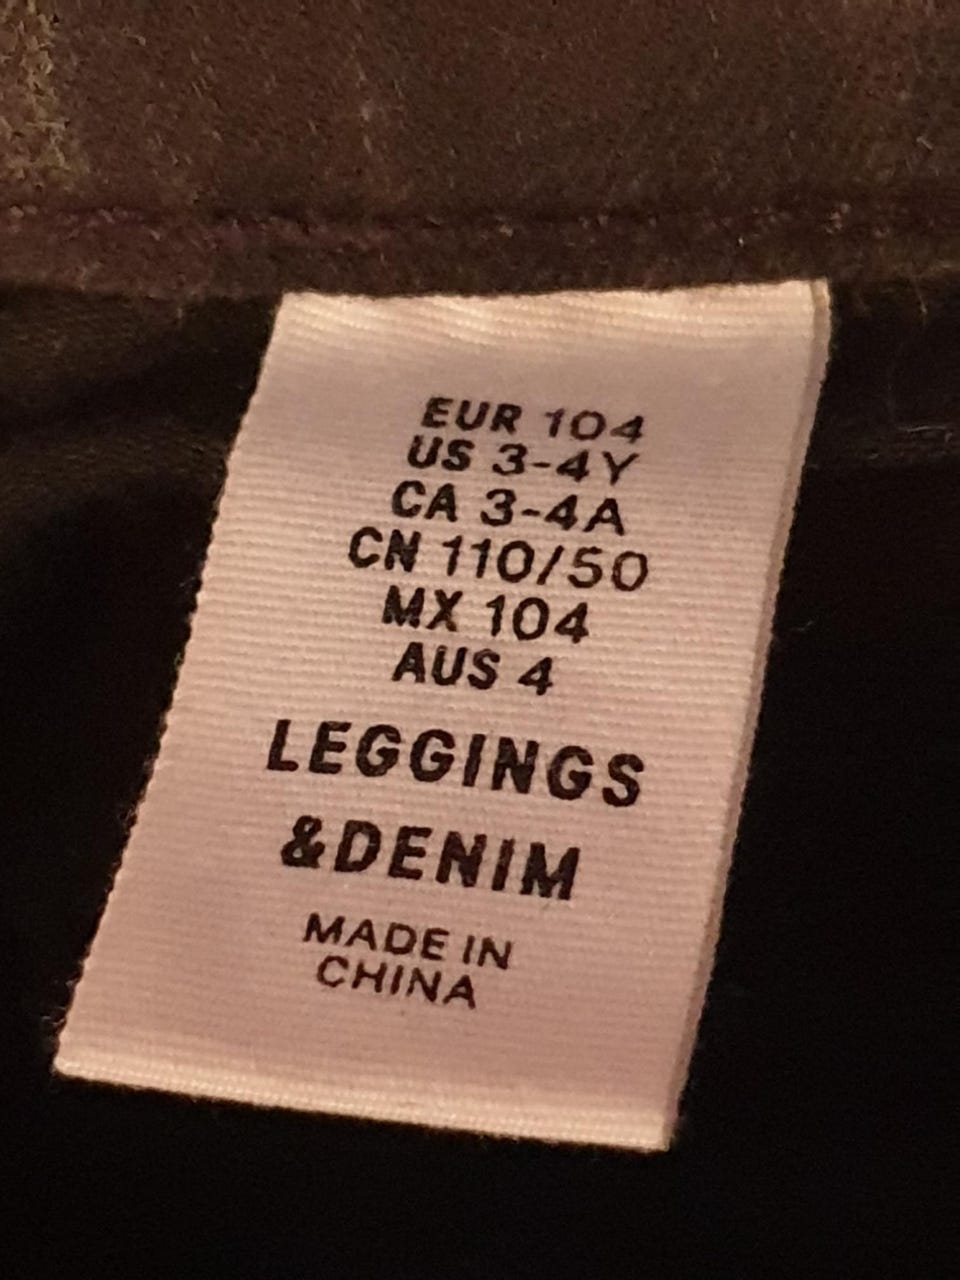 EUR 104
US 3-4Y
CA 3-4A
CN 110/50
MX 104
AUS 4
LEGGINGS
&DENIM
MADE IN
CHINA